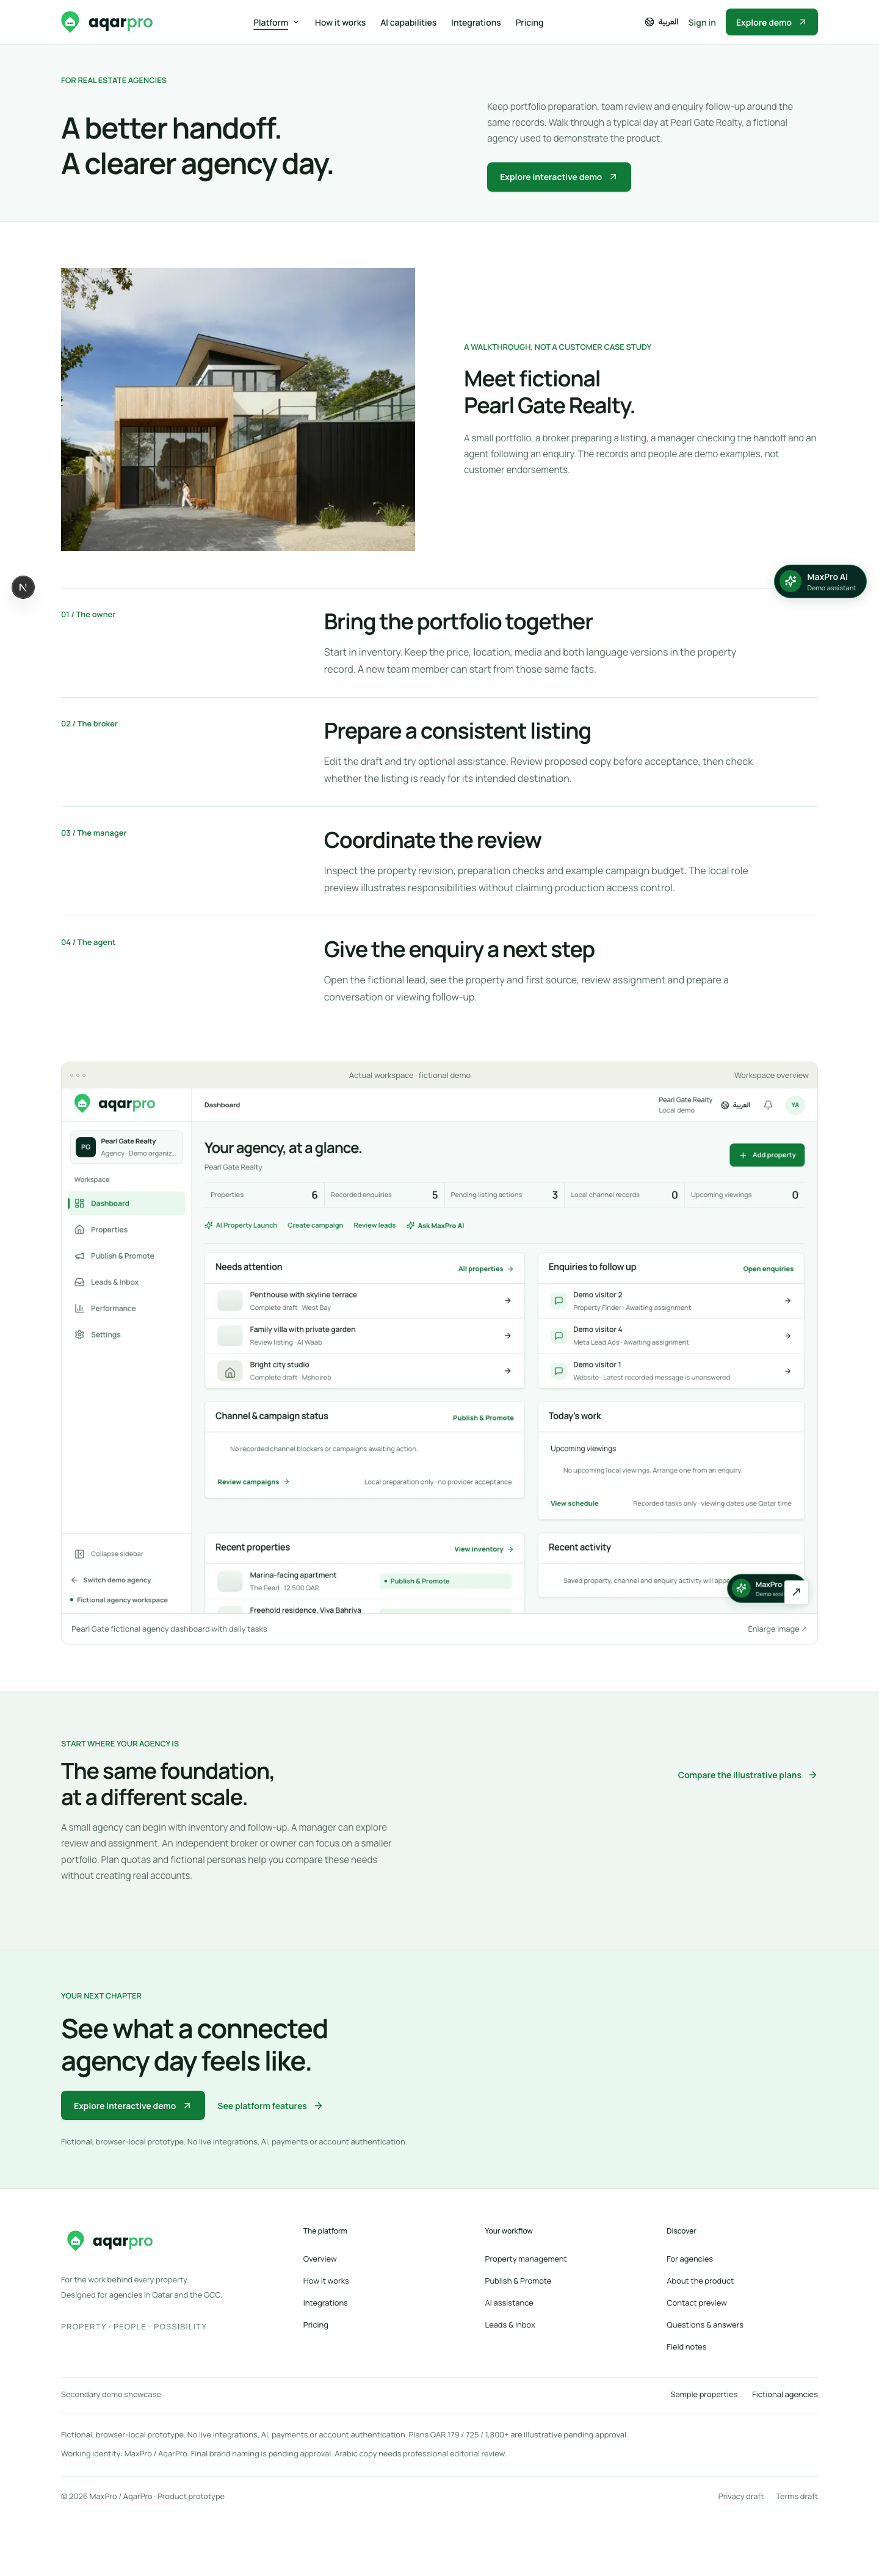 aqarpro
Platform
How it works
AI capabilities
Integrations
Pricing
العربية
Sign in
Explore demo
FOR REAL ESTATE AGENCIES
A better handoff.
A clearer agency day.
Keep portfolio preparation, team review and enquiry follow-up around the
same records. Walk through a typical day at Pearl Gate Realty, a fictional
agency used to demonstrate the product.
Explore interactive demo
A WALKTHROUGH, NOT A CUSTOMER CASE STUDY
Meet fictional
Pearl Gate Realty.
A small portfolio, a broker preparing a listing, a manager checking the handoff and an
agent following an enquiry. The records and people are demo examples, not
customer endorsements.
N
MaxPro AI
Demo assistant
01 / The owner
Bring the portfolio together
Start in inventory. Keep the price, location, media and both language versions in the property
record. A new team member can start from those same facts.
02 / The broker
Prepare a consistent listing
Edit the draft and try optional assistance. Review proposed copy before acceptance, then check
whether the listing is ready for its intended destination.
03 / The manager
Coordinate the review
Inspect the property revision, preparation checks and example campaign budget. The local role
preview illustrates responsibilities without claiming production access control.
04 / The agent
Give the enquiry a next step
Open the fictional lead, see the property and first source, review assignment and prepare a
conversation or viewing follow-up.
Actual workspace · fictional demo
Workspace overview
aqarpro
Dashboard
Pearl Gate Realty
Local demo
العربية
YA
PG
Pearl Gate Realty
Agency · Demo organiz...
Workspace
Dashboard
Properties
Publish & Promote
Leads & Inbox
Performance
Settings
Collapse sidebar
Switch demo agency
Fictional agency workspace
Your agency, at a glance.
Pearl Gate Realty
Add property
Properties 6
Recorded enquiries 5
Pending listing actions 3
Local channel records 0
Upcoming viewings 0
AI Property Launch
Create campaign
Review leads
Ask MaxPro AI
Needs attention
All properties
Penthouse with skyline terrace
Complete draft · West Bay
Family villa with private garden
Review listing · Al Waab
Bright city studio
Complete draft · Msheireb
Enquiries to follow up
Open enquiries
Demo visitor 2
Property Finder · Awaiting assignment
Demo visitor 4
Meta Lead Ads · Awaiting assignment
Demo visitor 1
Website · Latest recorded message is unanswered
Channel & campaign status
Publish & Promote
No recorded channel blockers or campaigns awaiting action.
Review campaigns
Local preparation only · no provider acceptance
Today's work
Upcoming viewings
No upcoming local viewings. Arrange one from an enquiry.
View schedule
Recorded tasks only · viewing dates use Qatar time
Recent properties
View inventory
Marina-facing apartment
The Pearl · 12,500 QAR
Publish & Promote
Freehold residence, Viva Bahriya
Recent activity
Saved property, channel and enquiry activity will appe
MaxPro
Demo assi
Pearl Gate fictional agency dashboard with daily tasks
Enlarge image ↗
START WHERE YOUR AGENCY IS
The same foundation,
at a different scale.
A small agency can begin with inventory and follow-up. A manager can explore
review and assignment. An independent broker or owner can focus on a smaller
portfolio. Plan quotas and fictional personas help you compare these needs
without creating real accounts.
Compare the illustrative plans
YOUR NEXT CHAPTER
See what a connected
agency day feels like.
Explore interactive demo
See platform features
Fictional, browser-local prototype. No live integrations, AI, payments or account authentication.
aqarpro
For the work behind every property.
Designed for agencies in Qatar and the GCC.
PROPERTY · PEOPLE · POSSIBILITY
The platform
Overview
How it works
Integrations
Pricing
Your workflow
Property management
Publish & Promote
AI assistance
Leads & Inbox
Discover
For agencies
About the product
Contact preview
Questions & answers
Field notes
Secondary demo showcase
Sample properties
Fictional agencies
Fictional, browser-local prototype. No live integrations, AI, payments or account authentication. Plans QAR 179 / 725 / 1,800+ are illustrative pending approval.
Working identity: MaxPro / AqarPro. Final brand naming is pending approval. Arabic copy needs professional editorial review.
© 2026 MaxPro / AqarPro · Product prototype
Privacy draft
Terms draft